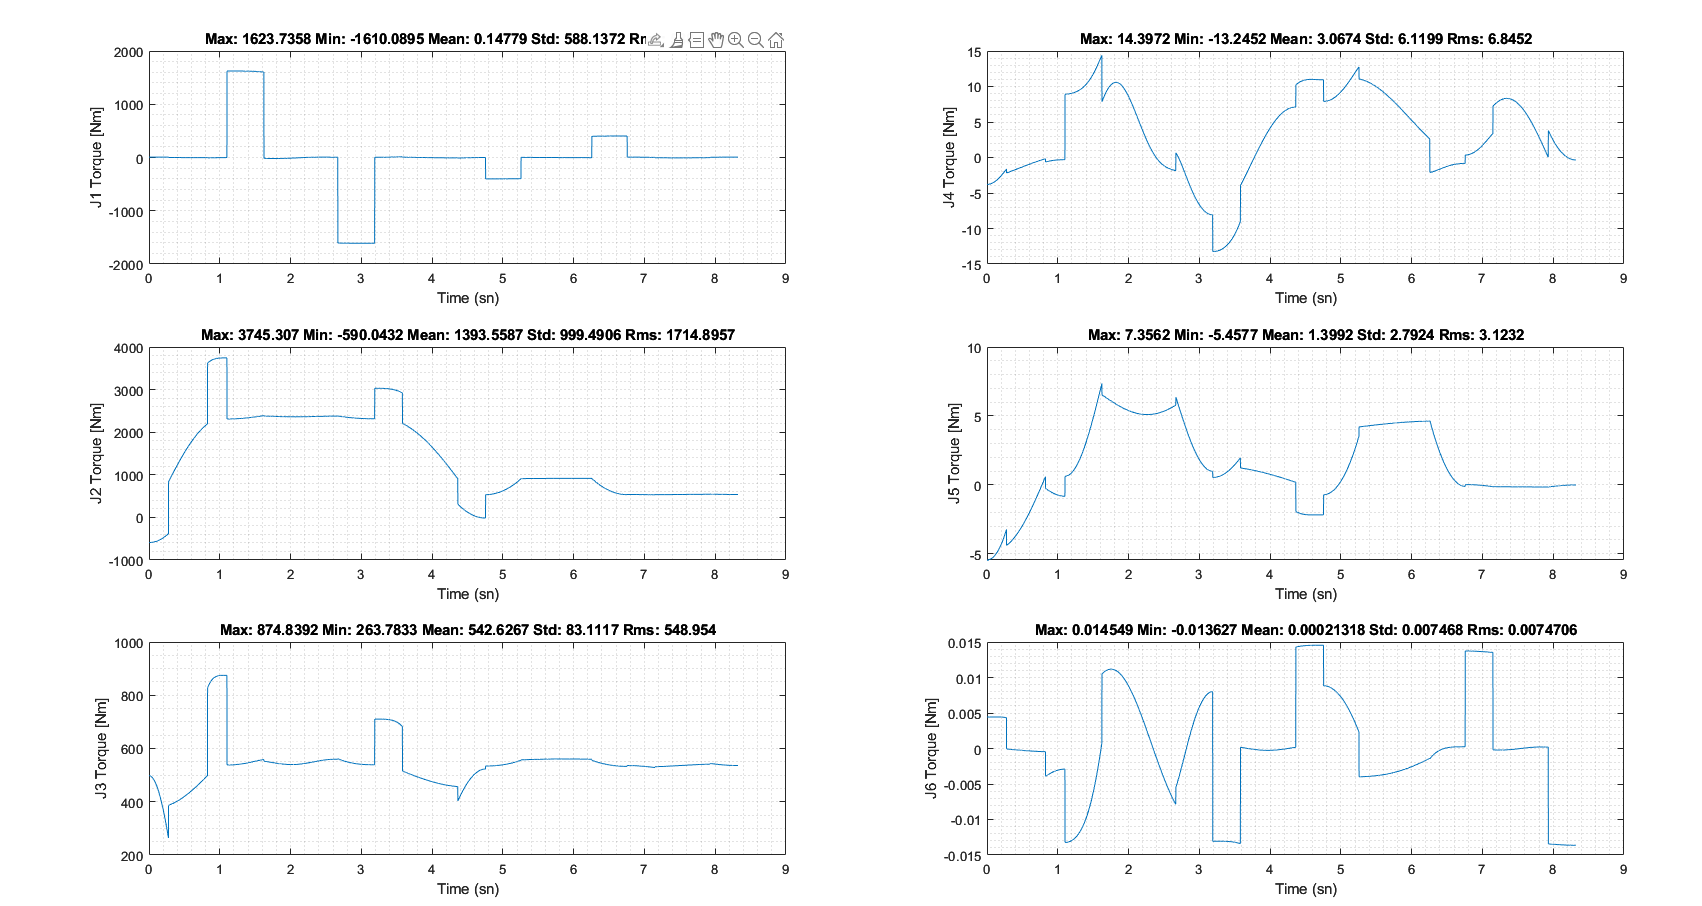 Max: 1623.7358 Min: -1610.0895 Mean: 0.14779 Std: 588.1372
2000
1000
0
-1000
-2000
J1 Torque [Nm]
0 1 2 3 4 5 6 7 8 9
Time (sn)
Max: 14.3972 Min: -13.2452 Mean: 3.0674 Std: 6.1199 Rms: 6.8452
15
10
5
0
-5
-10
-15
J4 Torque [Nm]
0 1 2 3 4 5 6 7 8 9
Time (sn)
Max: 3745.307 Min: -590.0432 Mean: 1393.5587 Std: 999.4906 Rms: 1714.8957
4000
3000
2000
1000
0
-1000
J2 Torque [Nm]
0 1 2 3 4 5 6 7 8 9
Time (sn)
Max: 7.3562 Min: -5.4577 Mean: 1.3992 Std: 2.7924 Rms: 3.1232
10
5
0
-5
J5 Torque [Nm]
0 1 2 3 4 5 6 7 8 9
Time (sn)
Max: 874.8392 Min: 263.7833 Mean: 542.6267 Std: 83.1117 Rms: 548.954
1000
800
600
400
200
J3 Torque [Nm]
0 1 2 3 4 5 6 7 8 9
Time (sn)
Max: 0.014549 Min: -0.013627 Mean: 0.00021318 Std: 0.007468 Rms: 0.0074706
0.015
0.01
0.005
0
-0.005
-0.01
-0.015
J6 Torque [Nm]
0 1 2 3 4 5 6 7 8 9
Time (sn)